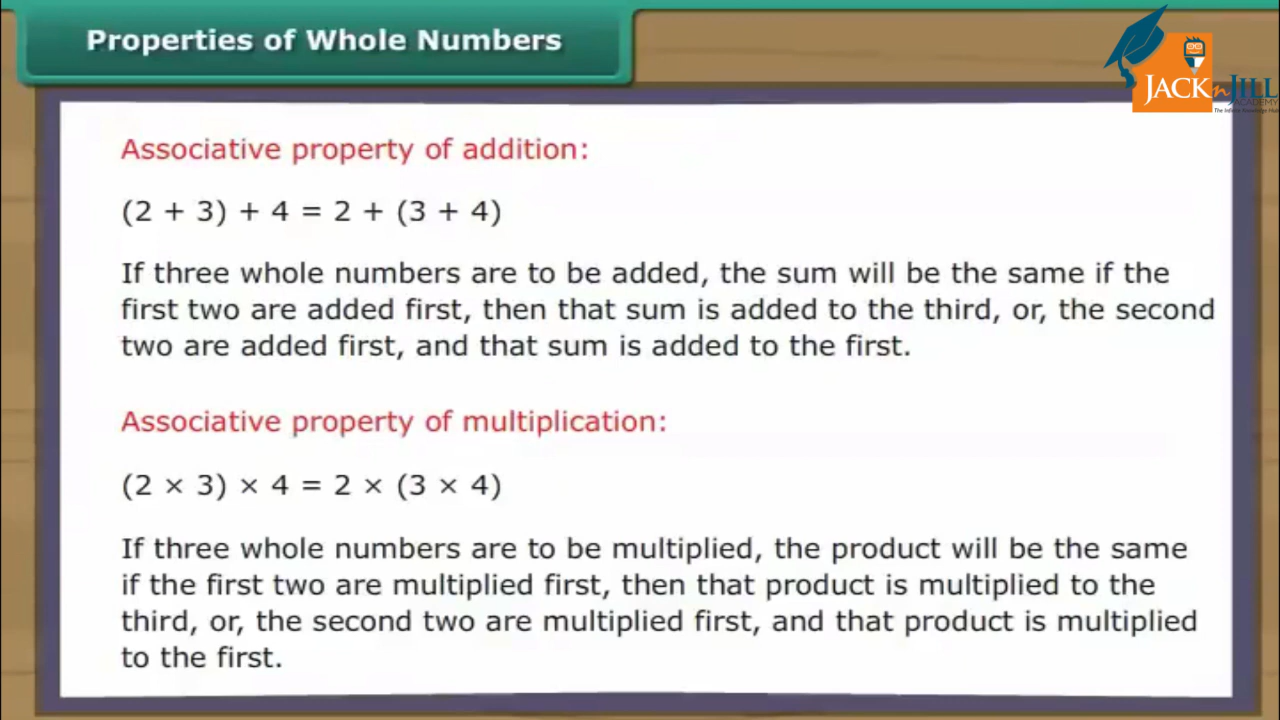 Properties of Whole Numbers
JACKnJILL
ACADEMY
Associative property of addition:
(2 + 3) + 4 = 2 + (3 + 4)
If three whole numbers are to be added, the sum will be the same if the
first two are added first, then that sum is added to the third, or, the second
two are added first, and that sum is added to the first.
Associative property of multiplication:
(2 × 3) × 4 = 2 × (3 × 4)
If three whole numbers are to be multiplied, the product will be the same
if the first two are multiplied first, then that product is multiplied to the
third, or, the second two are multiplied first, and that product is multiplied
to the first.